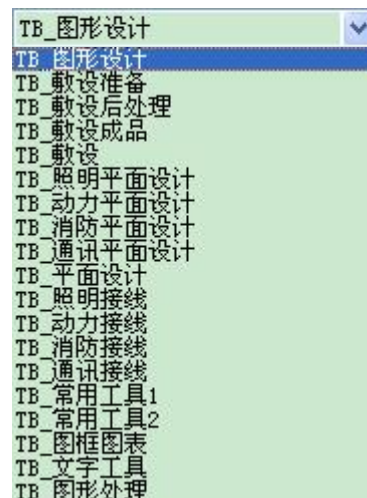 TB_图形设计
TB_图形设计
TB_敷设准备
TB_敷设后处理
TB_敷设成品
TB_敷设
TB_照明平面设计
TB_动力平面设计
TB_消防平面设计
TB_通讯平面设计
TB_平面设计
TB_照明接线
TB_动力接线
TB_消防接线
TB_通讯接线
TB_常用工具1
TB_常用工具2
TB_图框图表
TB_文字工具
TB_图形处理